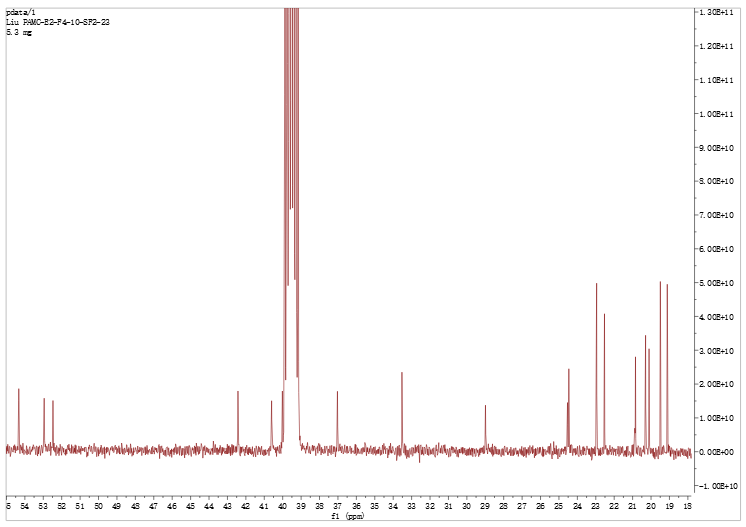 pdata/1
Liu PAMC-E2-F4-10-SF2-23
5.3 mg
1.30E+11
1.20E+11
1.10E+11
1.00E+11
9.00E+10
8.00E+10
7.00E+10
6.00E+10
5.00E+10
4.00E+10
3.00E+10
2.00E+10
1.00E+10
0.00E+00
-1.00E+10
5 54 53 52 51 50 49 48 47 46 45 44 43 42 41 40 39 38 37 36 35 34 33 32 31 30 29 28 27 26 25 24 23 22 21 20 19 18
f1 (ppm)